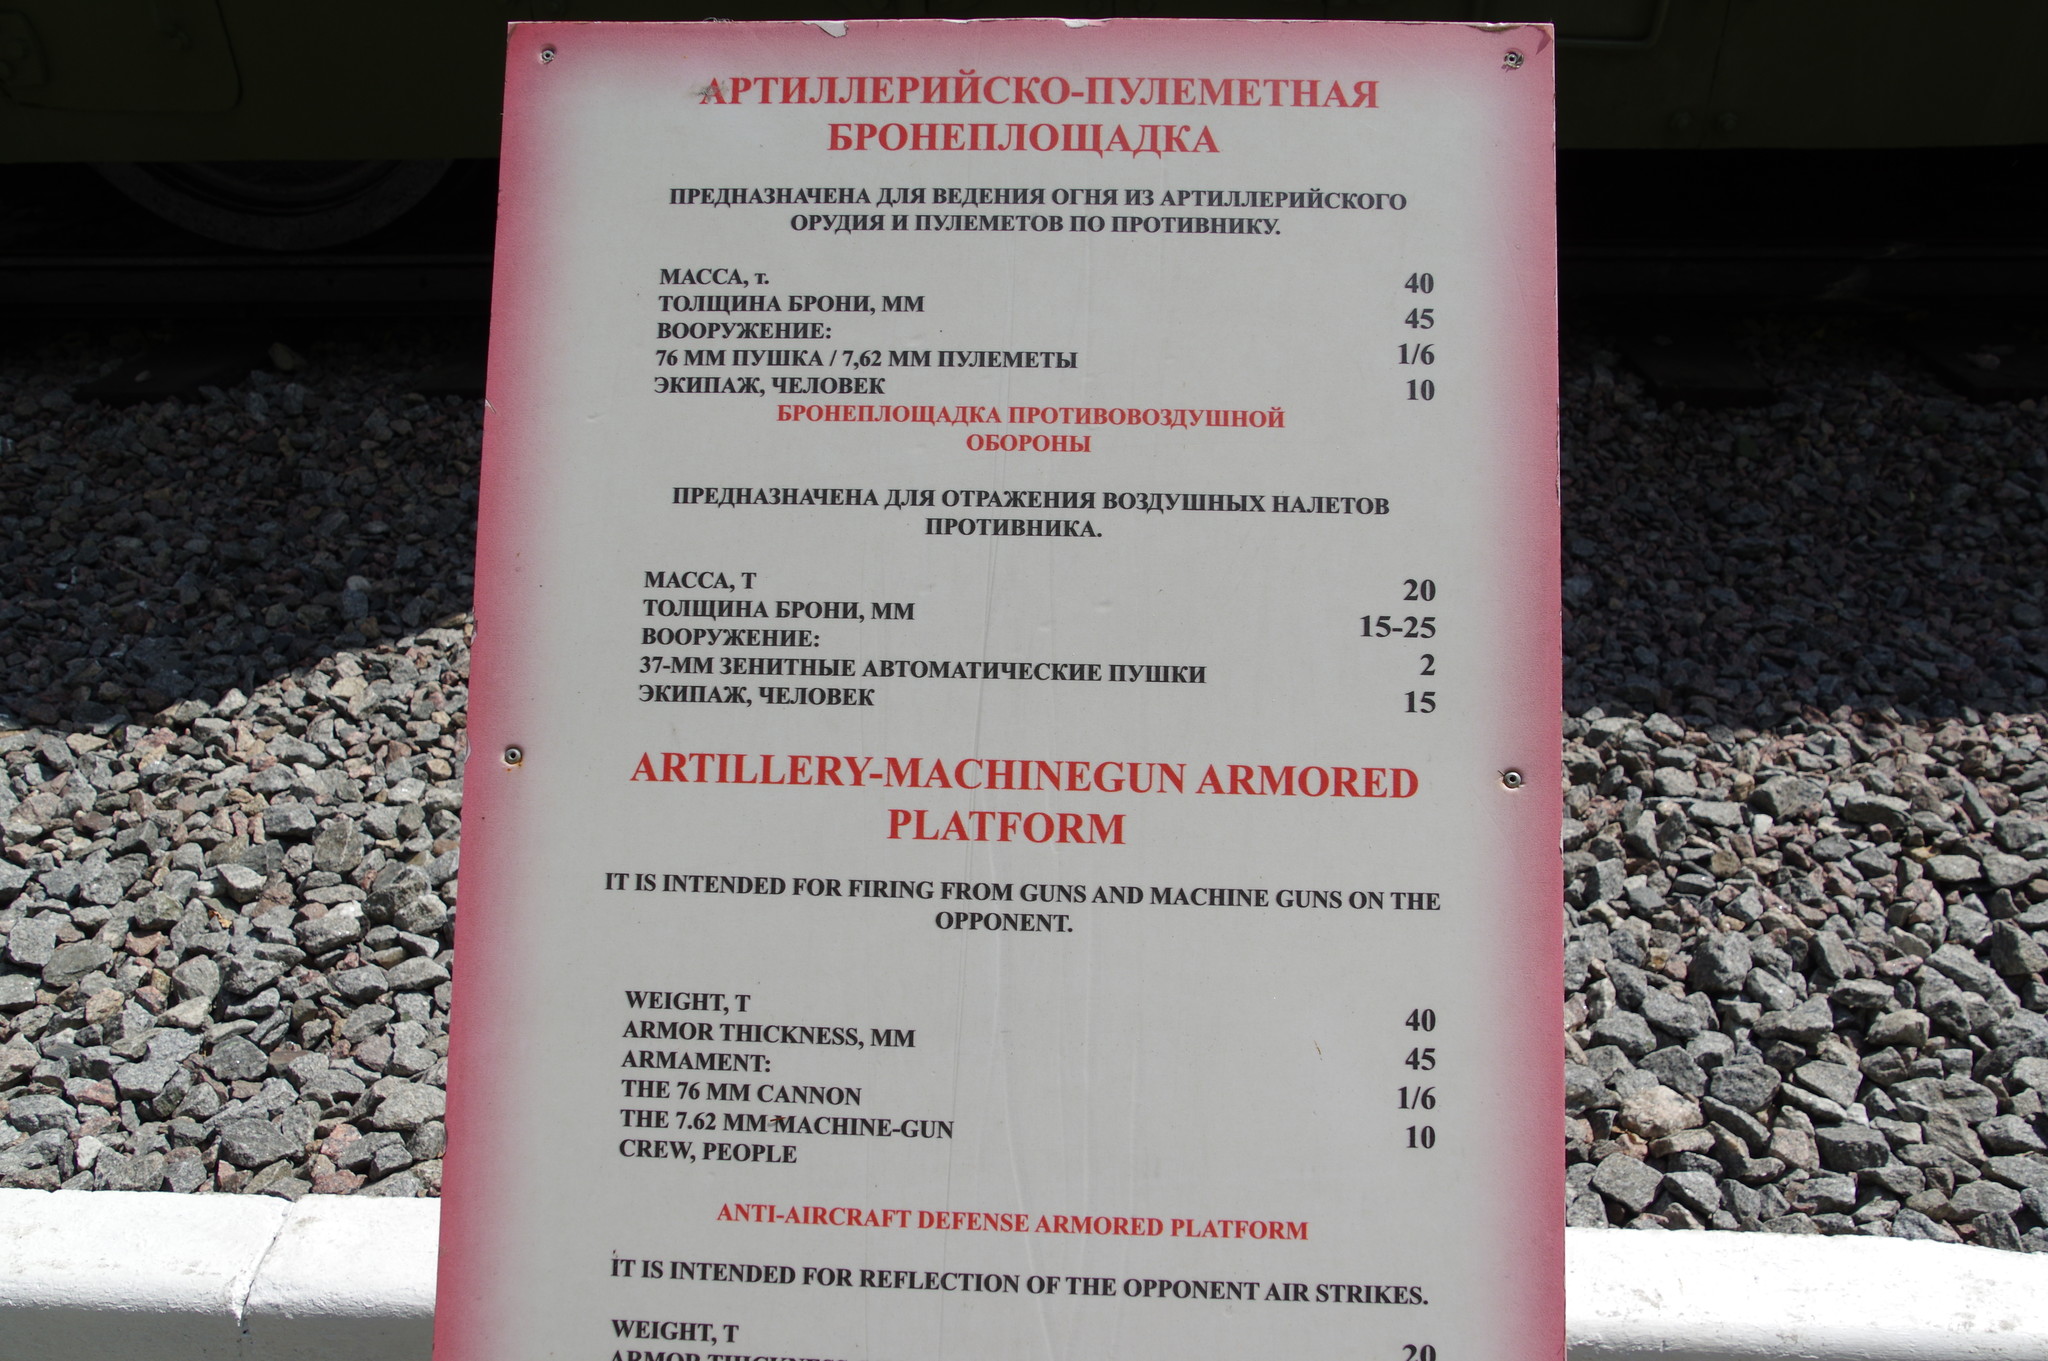 АРТИЛЛЕРИЙСКО-ПУЛЕМЕТНАЯ
БРОНЕПЛОЩАДКА
ПРЕДНАЗНАЧЕНА ДЛЯ ВЕДЕНИЯ ОГНЯ ИЗ АРТИЛЛЕРИЙСКОГО
ОРУДИЯ И ПУЛЕМЕТОВ ПО ПРОТИВНИКУ.
МАССА, т. 40
ТОЛЩИНА БРОНИ, ММ 45
ВООРУЖЕНИЕ:
76 ММ ПУШКА / 7,62 ММ ПУЛЕМЕТЫ 1/6
ЭКИПАЖ, ЧЕЛОВЕК 10
БРОНЕПЛОЩАДКА ПРОТИВОВОЗДУШНОЙ
ОБОРОНЫ
ПРЕДНАЗНАЧЕНА ДЛЯ ОТРАЖЕНИЯ ВОЗДУШНЫХ НАЛЕТОВ
ПРОТИВНИКА.
МАССА, Т 20
ТОЛЩИНА БРОНИ, ММ 15-25
ВООРУЖЕНИЕ:
37-ММ ЗЕНИТНЫЕ АВТОМАТИЧЕСКИЕ ПУШКИ 2
ЭКИПАЖ, ЧЕЛОВЕК 15
ARTILLERY-MACHINEGUN ARMORED
PLATFORM
IT IS INTENDED FOR FIRING FROM GUNS AND MACHINE GUNS ON THE
OPPONENT.
WEIGHT, T 40
ARMOR THICKNESS, MM 45
ARMAMENT:
THE 76 MM CANNON 1/6
THE 7.62 MM MACHINE-GUN
CREW, PEOPLE 10
ANTI-AIRCRAFT DEFENSE ARMORED PLATFORM
IT IS INTENDED FOR REFLECTION OF THE OPPONENT AIR STRIKES.
WEIGHT, T 20
ARMOR THICKNESS